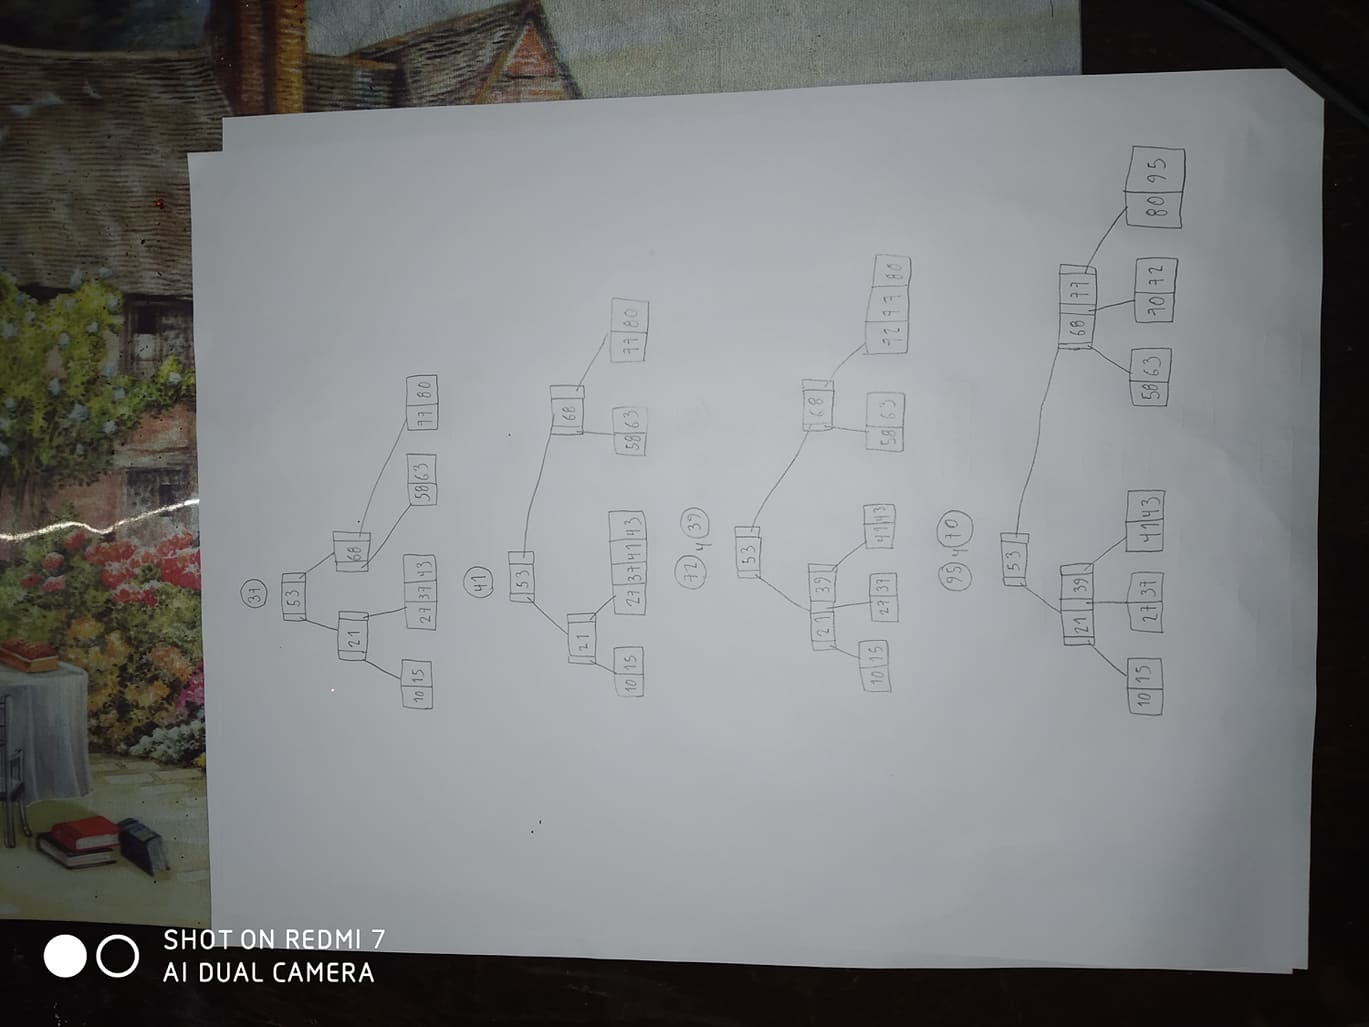 37
53
21 68
10 15 27 37 43 58 63 77 80
41
53
21 68
10 15 27 37 41 43 58 63 77 80
72 y 39
53
21 39 68
10 15 27 37 41 43 58 63 72 77 80
95 y 70
53
21 39 68 77
10 15 27 37 41 43 58 63 70 72 80 95
SHOT ON REDMI 7
AI DUAL CAMERA